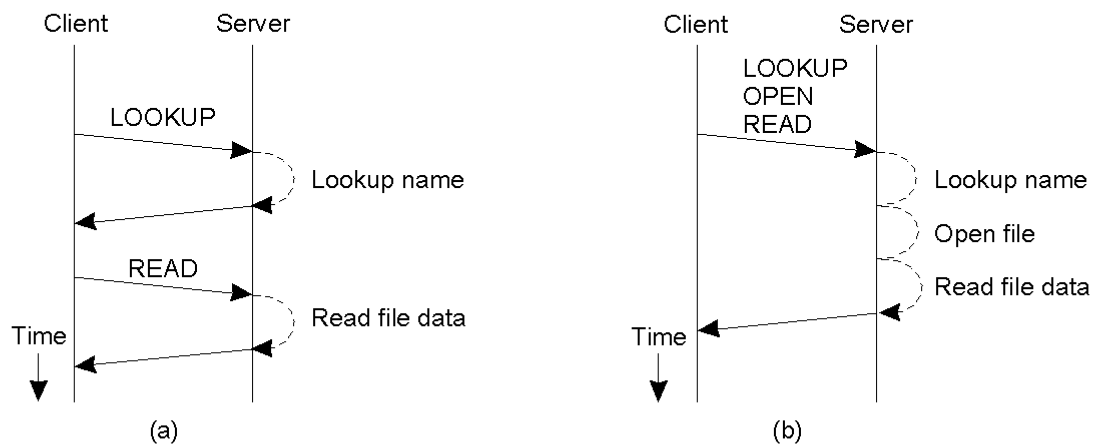 Client
Server
LOOKUP
Lookup name
READ
Read file data
Time
(a)
Client
Server
LOOKUP
OPEN
READ
Lookup name
Open file
Read file data
Time
(b)